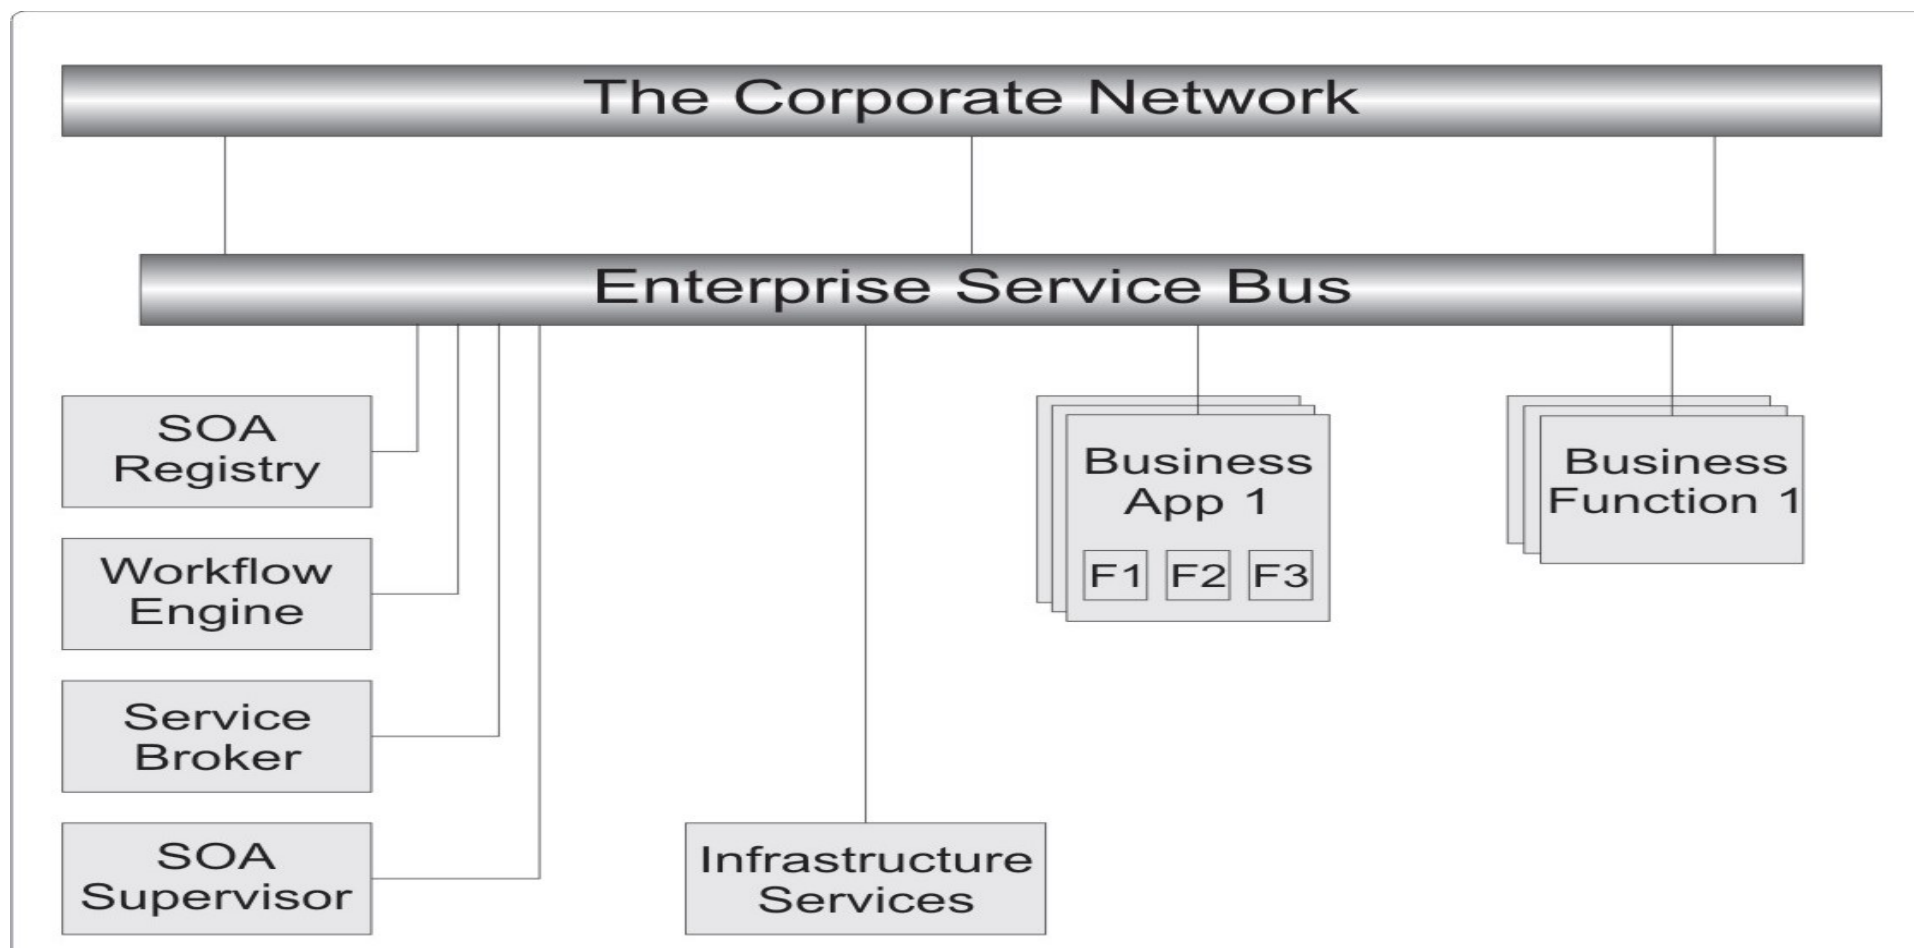 The Corporate Network
Enterprise Service Bus
SOA
Registry
Workflow
Engine
Service
Broker
SOA
Supervisor
Infrastructure
Services
Business
App 1
F1 F2 F3
Business
Function 1